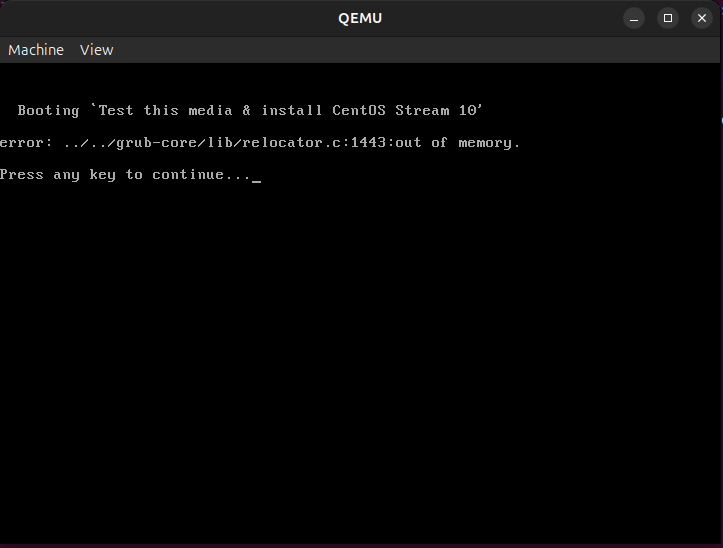 QEMU
Machine View
Booting `Test this media & install CentOS Stream 10'
error: ../../grub-core/lib/relocator.c:1443:out of memory.
Press any key to continue..._